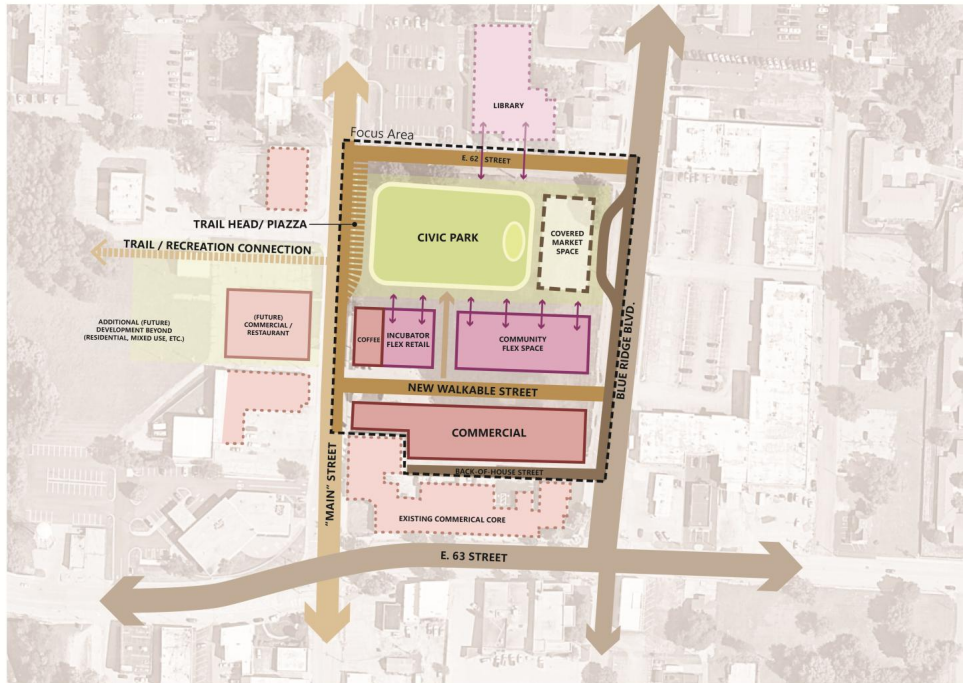 LIBRARY
Focus Area
E. 62 STREET
TRAIL HEAD/ PIAZZA
CIVIC PARK
COVERED
MARKET
SPACE
TRAIL / RECREATION CONNECTION
ADDITIONAL (FUTURE)
DEVELOPMENT BEYOND
(RESIDENTIAL, MIXED USE, ETC.)
(FUTURE)
COMMERCIAL /
RESTAURANT
COFFEE
INCUBATOR
FLEX RETAIL
COMMUNITY
FLEX SPACE
BLUE RIDGE BLVD.
NEW WALKABLE STREET
COMMERCIAL
BACK-OF-HOUSE STREET
"MAIN" STREET
EXISTING COMMERICAL CORE
E. 63 STREET